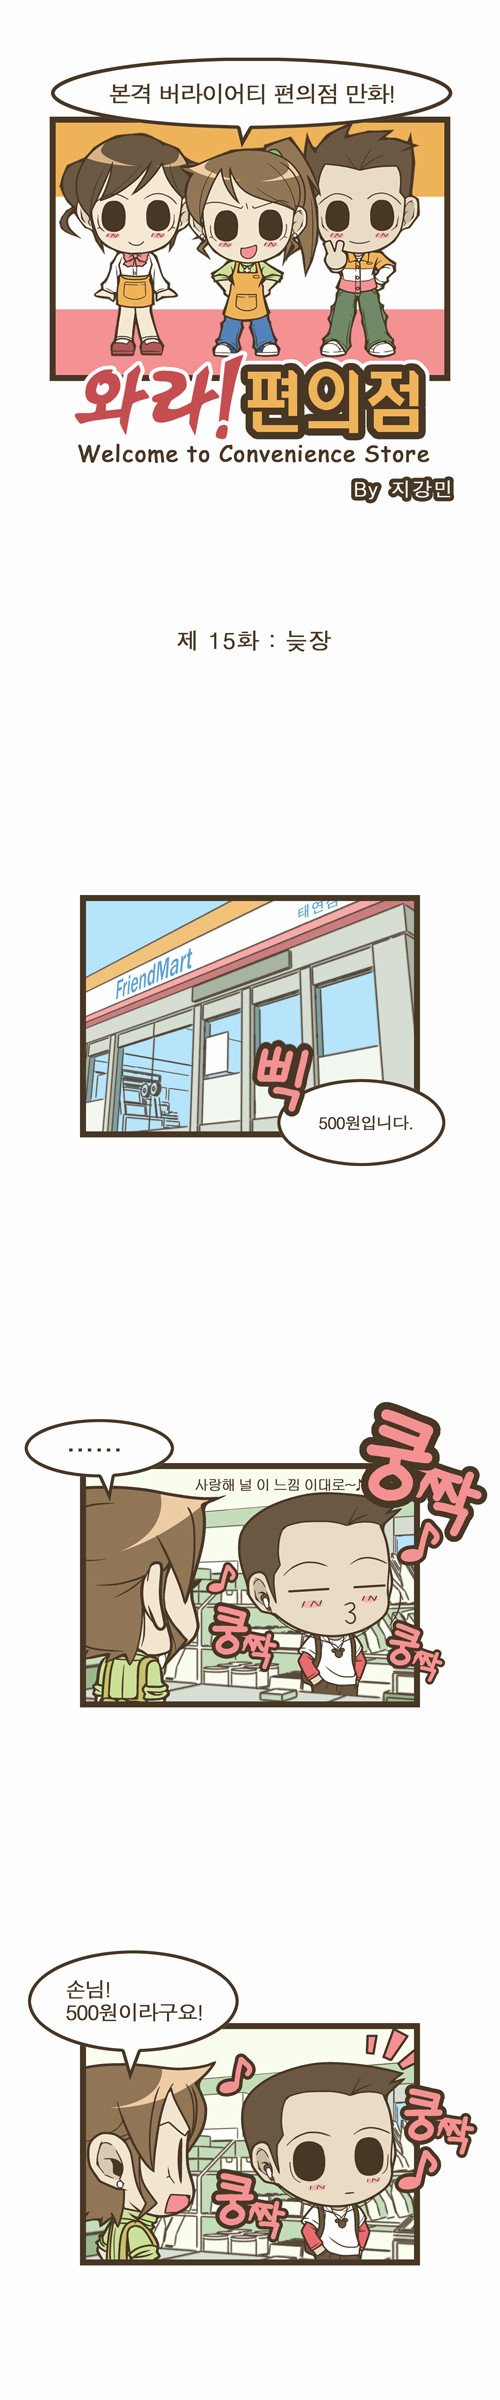 본격 버라이어티 편의점 만화!
와라! 편의점
Welcome to Convenience Store
By 지강민
제 15화 : 늦장
태연점
FriendMart
삑
500원입니다.
쿵짝
......
사랑해 널 이 느낌 이대로~♪
쿵짝
쿵짝
손님!
500원이라구요!
쿵짝
쿵짝